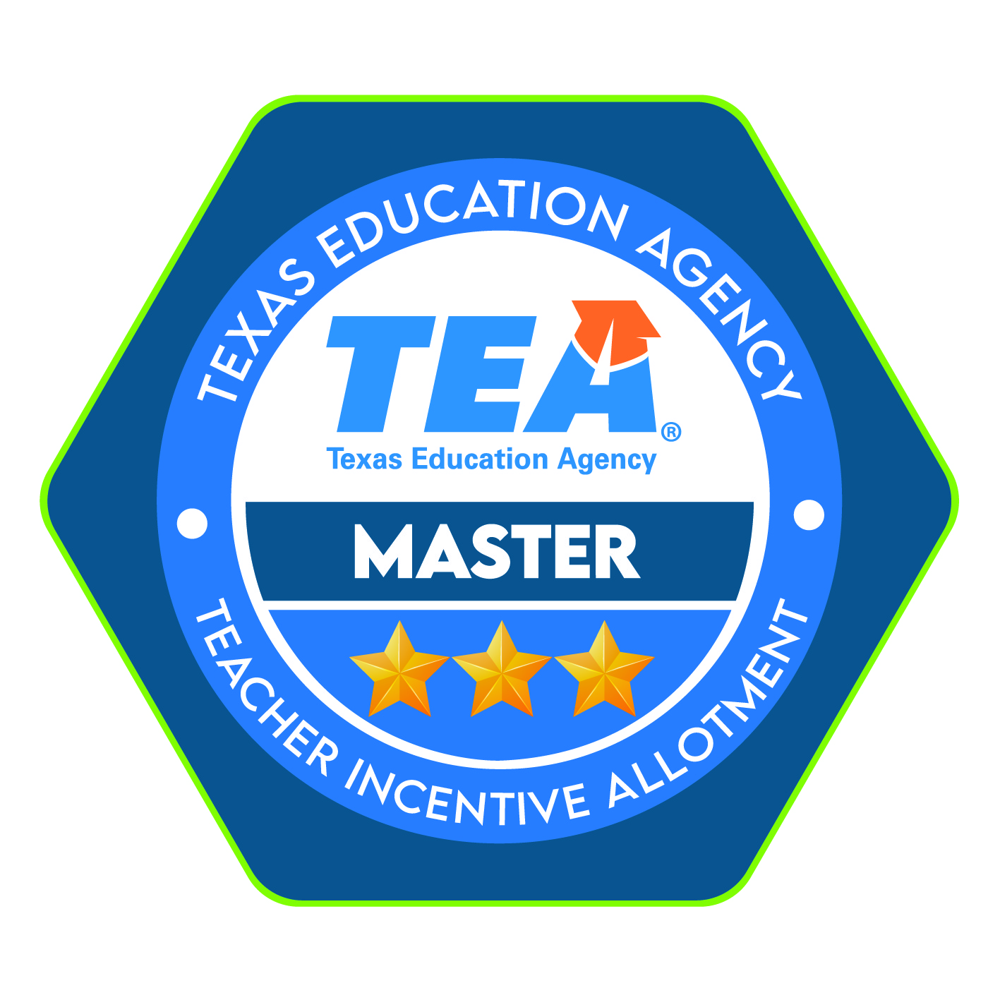 TEXAS EDUCATION AGENCY
TEA®
Texas Education Agency
MASTER
TEACHER INCENTIVE ALLOTMENT